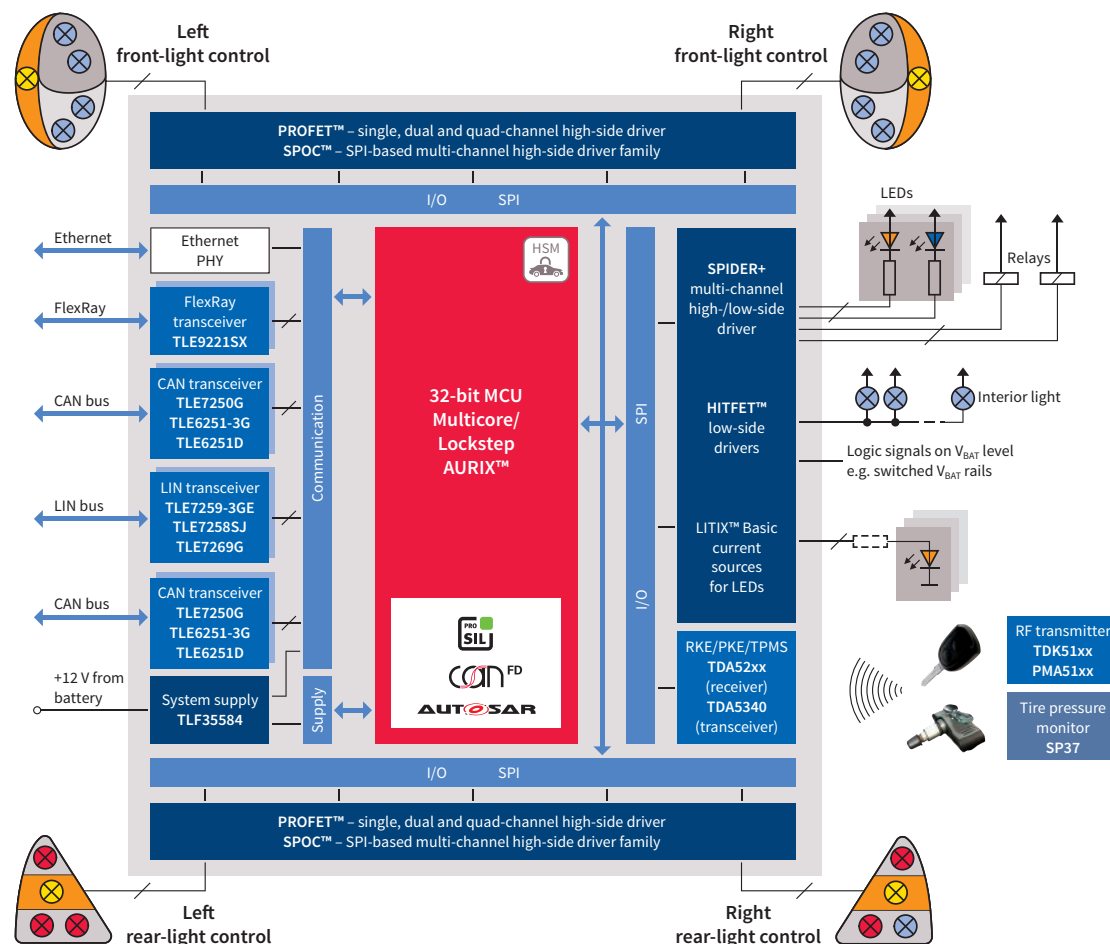 Left
front-light control
Right
front-light control
PROFET™ – single, dual and quad-channel high-side driver
SPOC™ – SPI-based multi-channel high-side driver family
I/O SPI
Ethernet
Ethernet
PHY
FlexRay
FlexRay
transceiver
TLE9221SX
CAN bus
CAN transceiver
TLE7250G
TLE6251-3G
TLE6251D
LIN bus
LIN transceiver
TLE7259-3GE
TLE7258SJ
TLE7269G
CAN bus
CAN transceiver
TLE7250G
TLE6251-3G
TLE6251D
+12 V from
battery
System supply
TLF35584
Communication
Supply
HSM
32-bit MCU
Multicore/
Lockstep
AURIX™
PRO
SIL
CAN FD
AUTOSAR
SPI
I/O
SPIDER+
multi-channel
high-/low-side
driver
HITFET™
low-side
drivers
LITIX™ Basic
current
sources
for LEDs
RKE/PKE/TPMS
TDA52xx
(receiver)
TDA5340
(transceiver)
LEDs
Relays
Interior light
Logic signals on VBAT level
e.g. switched VBAT rails
RF transmitter
TDK51xx
PMA51xx
Tire pressure
monitor
SP37
I/O SPI
PROFET™ – single, dual and quad-channel high-side driver
SPOC™ – SPI-based multi-channel high-side driver family
Left
rear-light control
Right
rear-light control